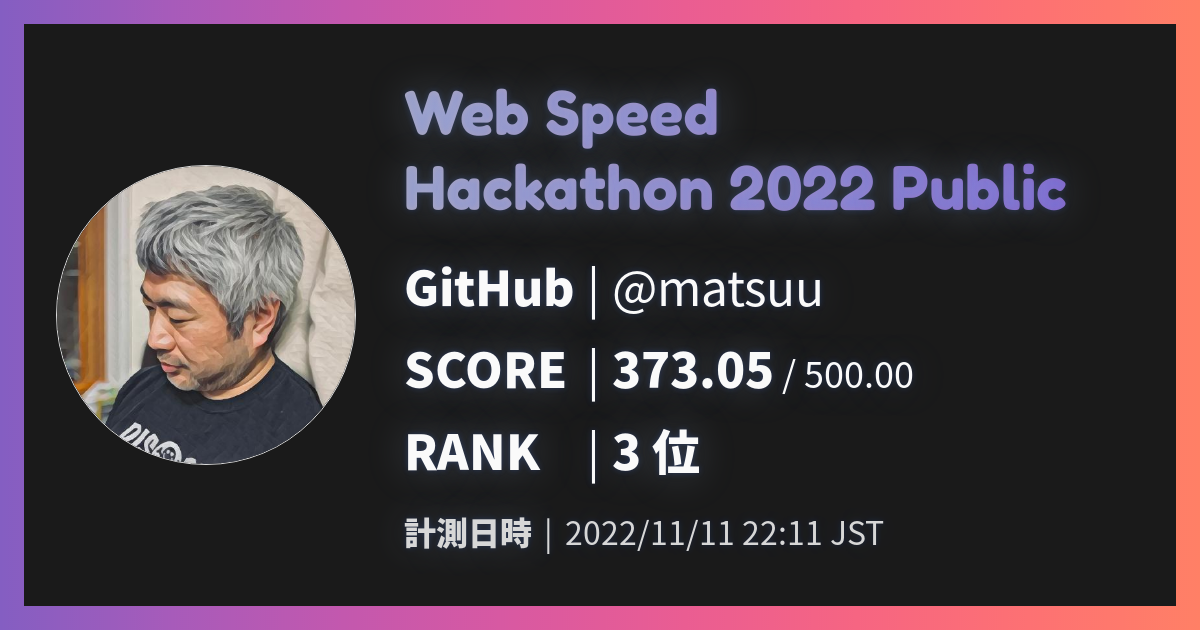 Web Speed
Hackathon 2022 Public
GitHub | @matsuu
SCORE | 373.05 / 500.00
RANK | 3 位
計測日時 | 2022/11/11 22:11 JST